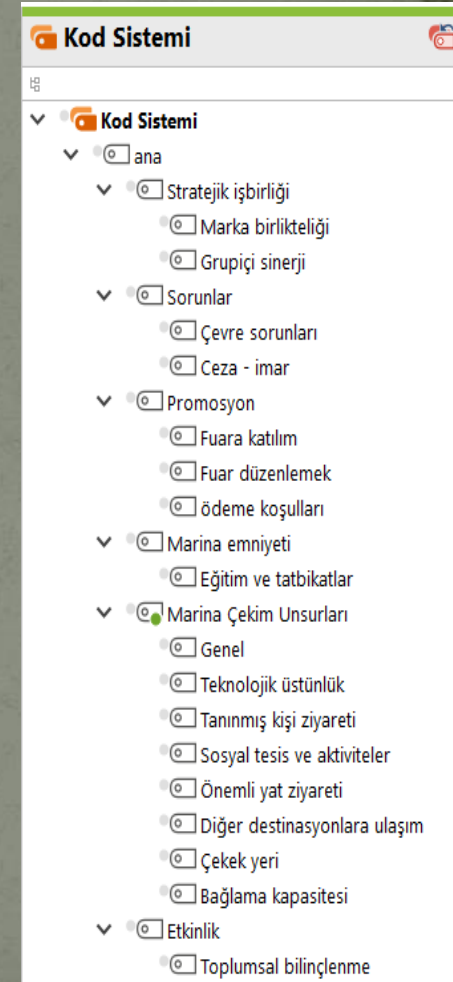 Kod Sistemi
Kod Sistemi
ana
Stratejik işbirliği
Marka birlikteliği
Grupiçi sinerji
Sorunlar
Çevre sorunları
Ceza - imar
Promosyon
Fuara katılım
Fuar düzenlemek
ödeme koşulları
Marina emniyeti
Eğitim ve tatbikatlar
Marina Çekim Unsurları
Genel
Teknolojik üstünlük
Tanınmış kişi ziyareti
Sosyal tesis ve aktiviteler
Önemli yat ziyareti
Diğer destinasyonlara ulaşım
Çekek yeri
Bağlama kapasitesi
Etkinlik
Toplumsal bilinçlenme